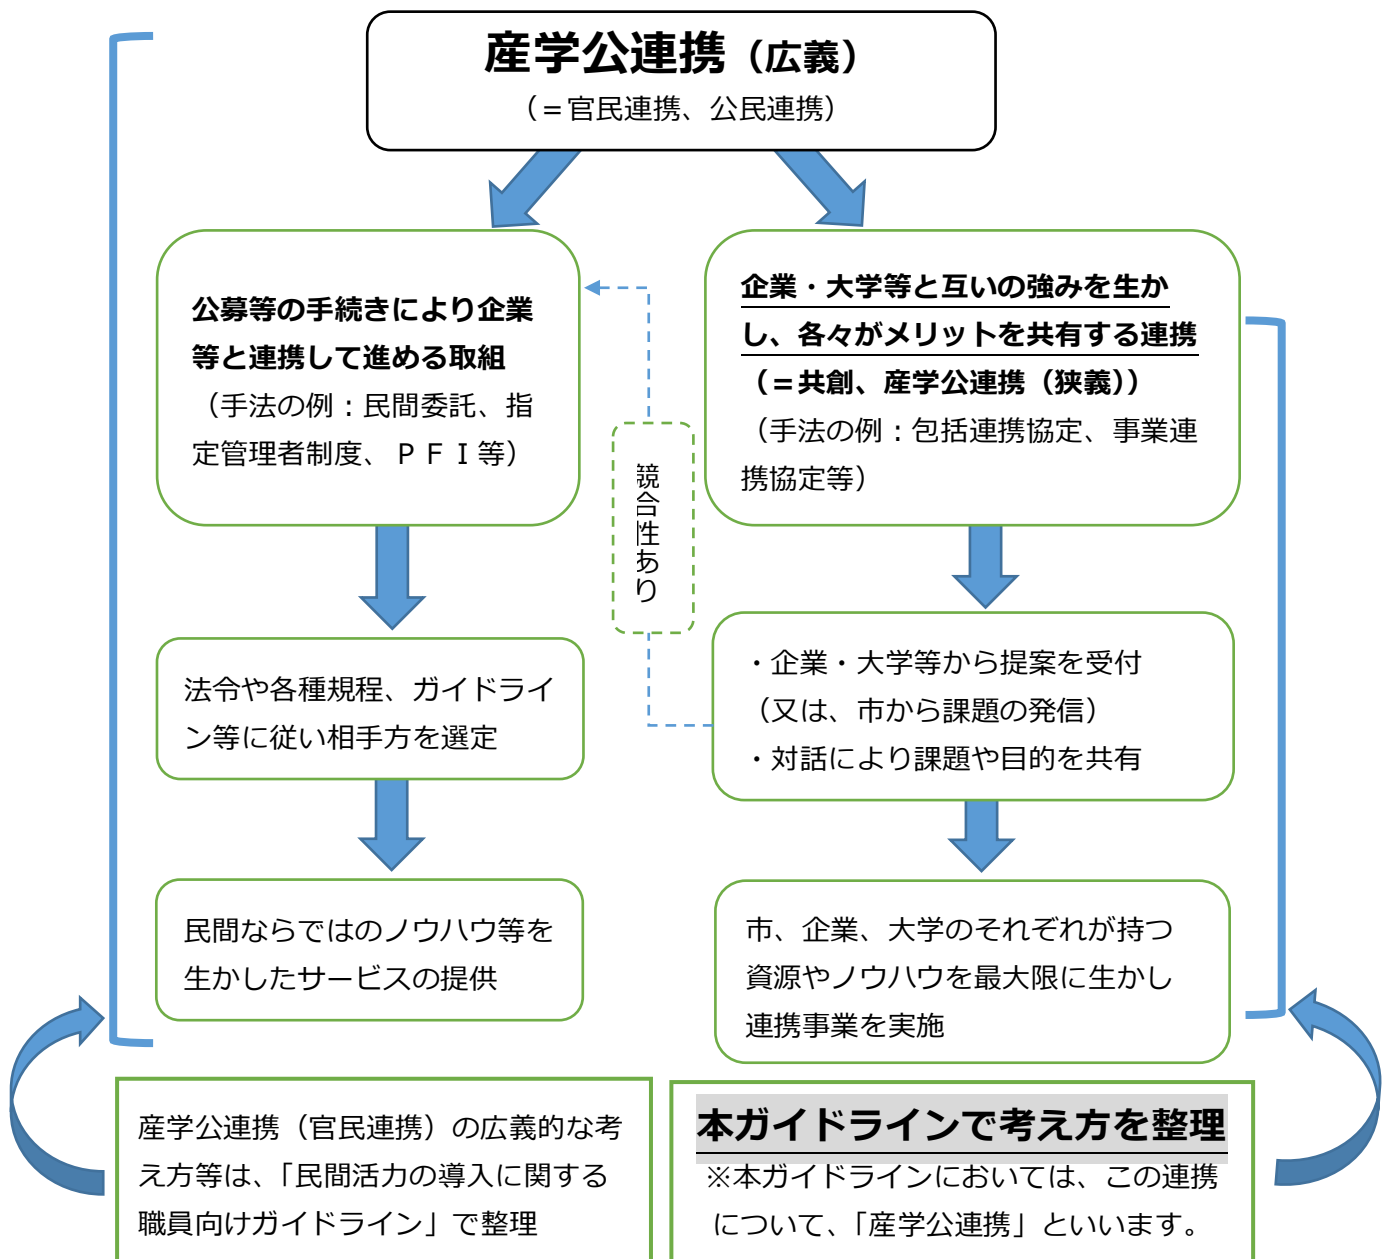 産学公連携（広義）
（＝官民連携、公民連携）
公募等の手続きにより企業
等と連携して進める取組
（手法の例：民間委託、指
定管理者制度、ＰＦＩ等）
企業・大学等と互いの強みを生か
し、各々がメリットを共有する連携
（＝共創、産学公連携（狭義））
（手法の例：包括連携協定、事業連
携協定等）
競合性あり
法令や各種規程、ガイドライ
ン等に従い相手方を選定
・企業・大学等から提案を受付
（又は、市から課題の発信）
・対話により課題や目的を共有
民間ならではのノウハウ等を
生かしたサービスの提供
市、企業、大学のそれぞれが持つ
資源やノウハウを最大限に生かし
連携事業を実施
産学公連携（官民連携）の広義的な考
え方等は、「民間活力の導入に関する
職員向けガイドライン」で整理
本ガイドラインで考え方を整理
※本ガイドラインにおいては、この連携
について、「産学公連携」といいます。